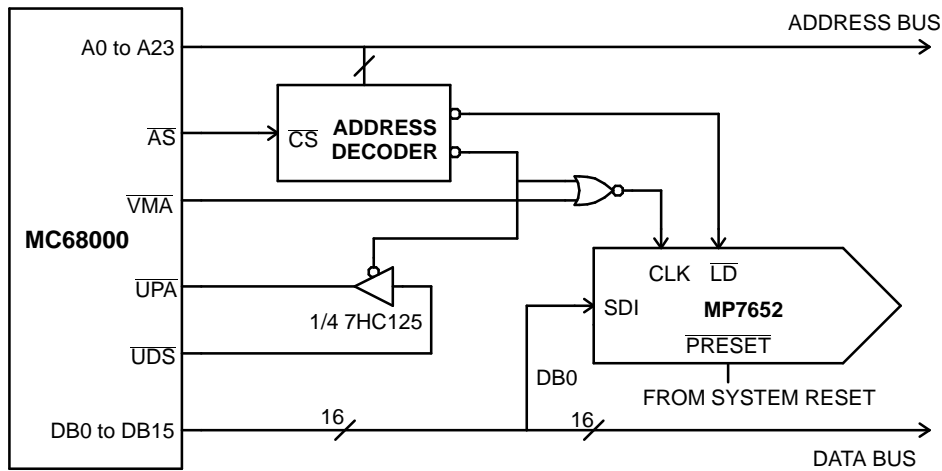 ADDRESS BUS
A0 to A23
AS
CS ADDRESS
DECODER
VMA
MC68000
CLK LD
UPA
SDI
MP7652
1/4 7HC125
PRESET
UDS
DB0
FROM SYSTEM RESET
16
16
DB0 to DB15
DATA BUS